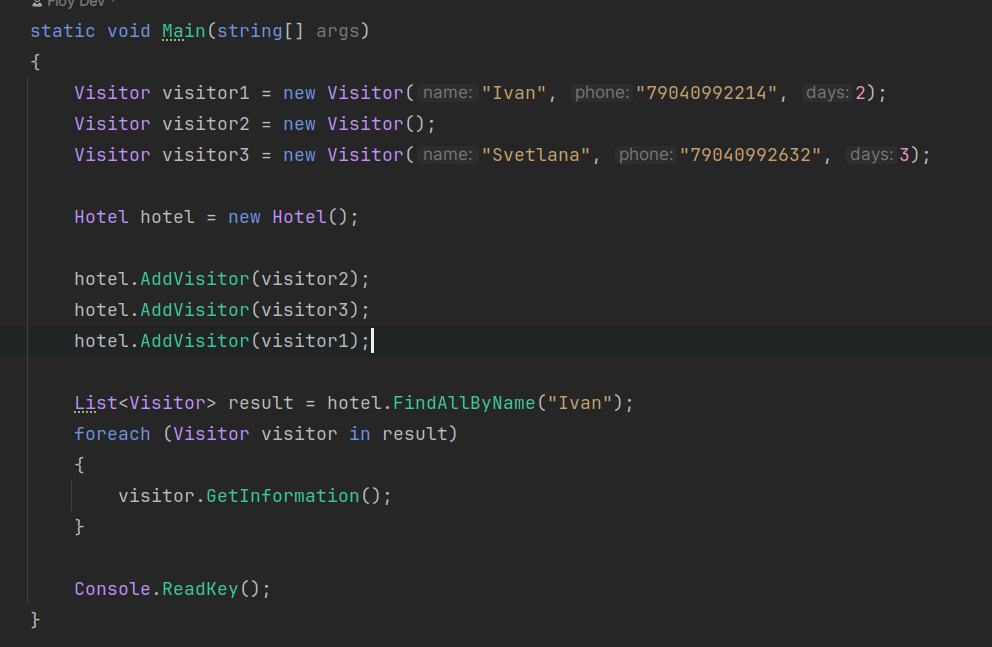 Floy Dev *
static void Main(string[] args)
{
Visitor visitor1 = new Visitor( name: "Ivan", phone: "79040992214", days: 2);
Visitor visitor2 = new Visitor();
Visitor visitor3 = new Visitor( name: "Svetlana", phone: "79040992632", days: 3);
Hotel hotel = new Hotel();
hotel.AddVisitor(visitor2);
hotel.AddVisitor(visitor3);
hotel.AddVisitor(visitor1);
List<Visitor> result = hotel.FindAllByName("Ivan");
foreach (Visitor visitor in result)
{
visitor.GetInformation();
}
Console.ReadKey();
}